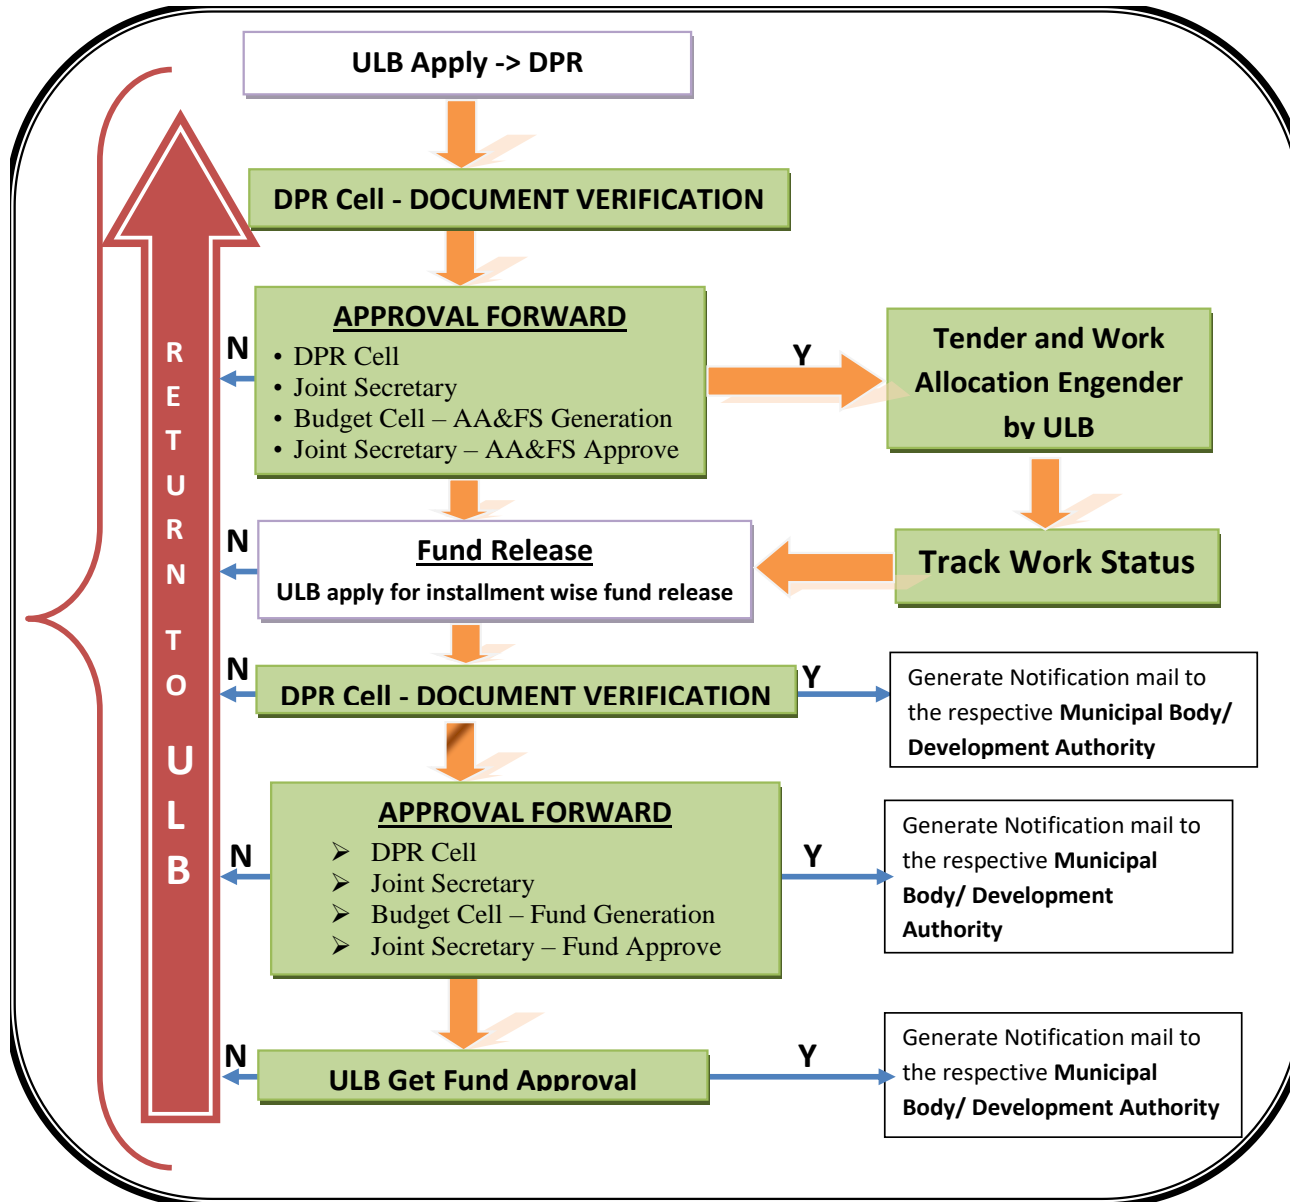 ULB Apply -> DPR
DPR Cell - DOCUMENT VERIFICATION
APPROVAL FORWARD
• DPR Cell
• Joint Secretary
• Budget Cell – AA&FS Generation
• Joint Secretary – AA&FS Approve
N
Y
Tender and Work
Allocation Engender
by ULB
Track Work Status
Fund Release
ULB apply for installment wise fund release
N
DPR Cell - DOCUMENT VERIFICATION
N
Y
Generate Notification mail to
the respective Municipal Body/
Development Authority
APPROVAL FORWARD
➢ DPR Cell
➢ Joint Secretary
➢ Budget Cell – Fund Generation
➢ Joint Secretary – Fund Approve
N
Y
Generate Notification mail to
the respective Municipal
Body/ Development
Authority
ULB Get Fund Approval
N
Y
Generate Notification mail to
the respective Municipal
Body/ Development Authority
RETURN TO ULB